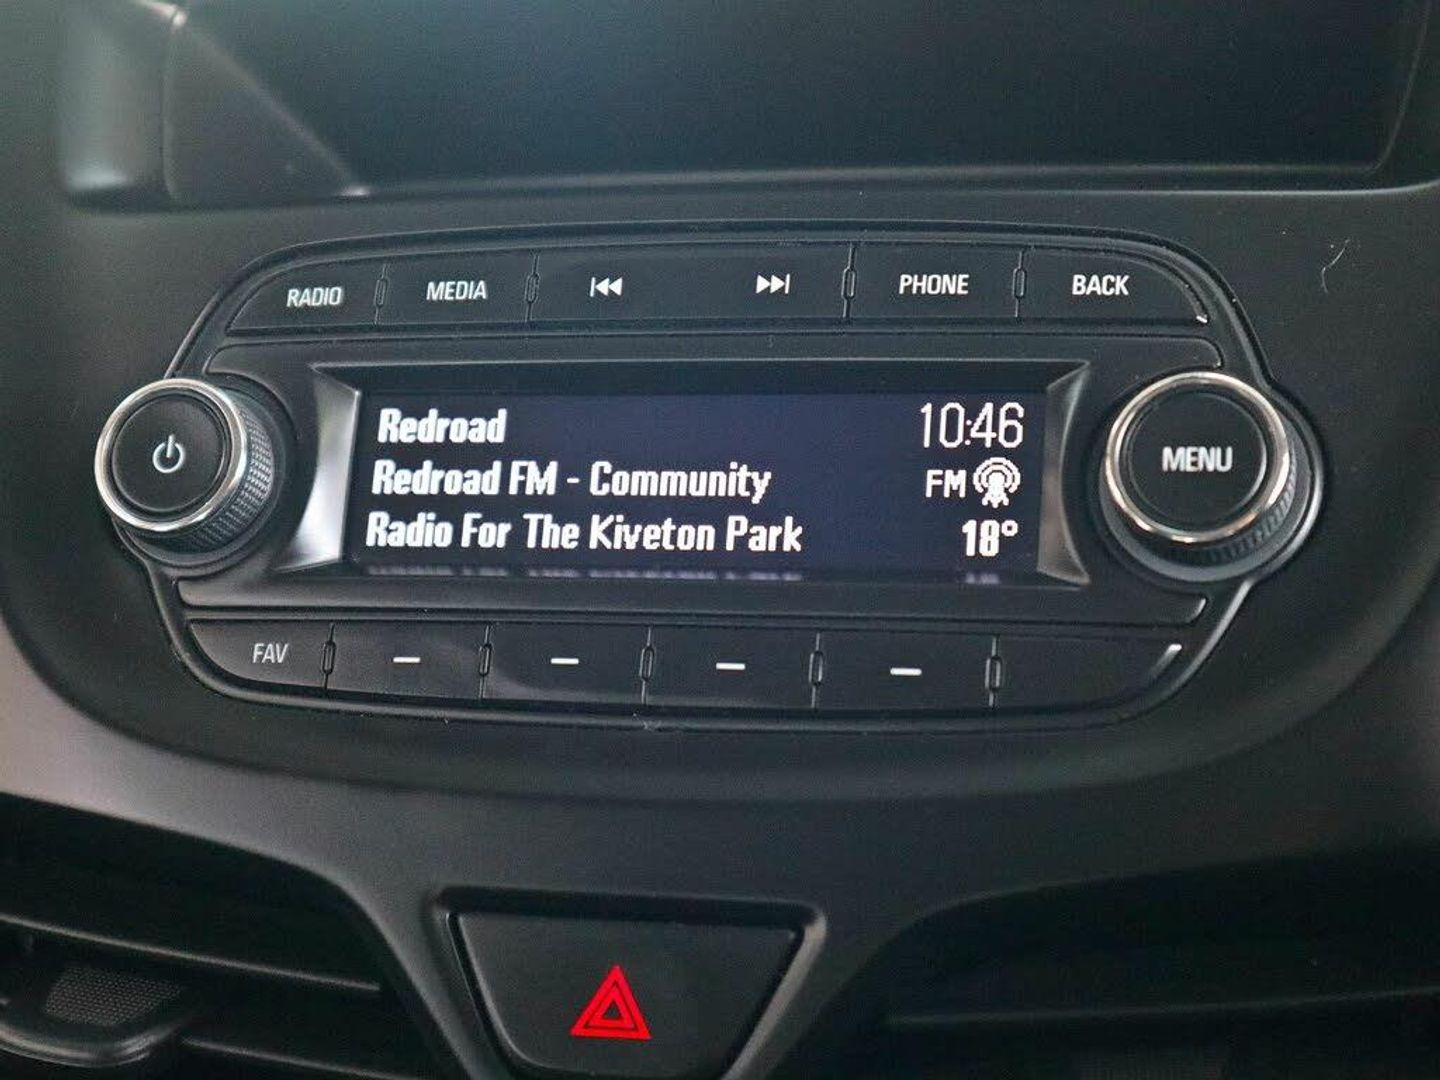 RADIO MEDIA PHONE BACK
Redroad 10:46
Redroad FM - Community FM
Radio For The Kiveton Park 18°
MENU
FAV